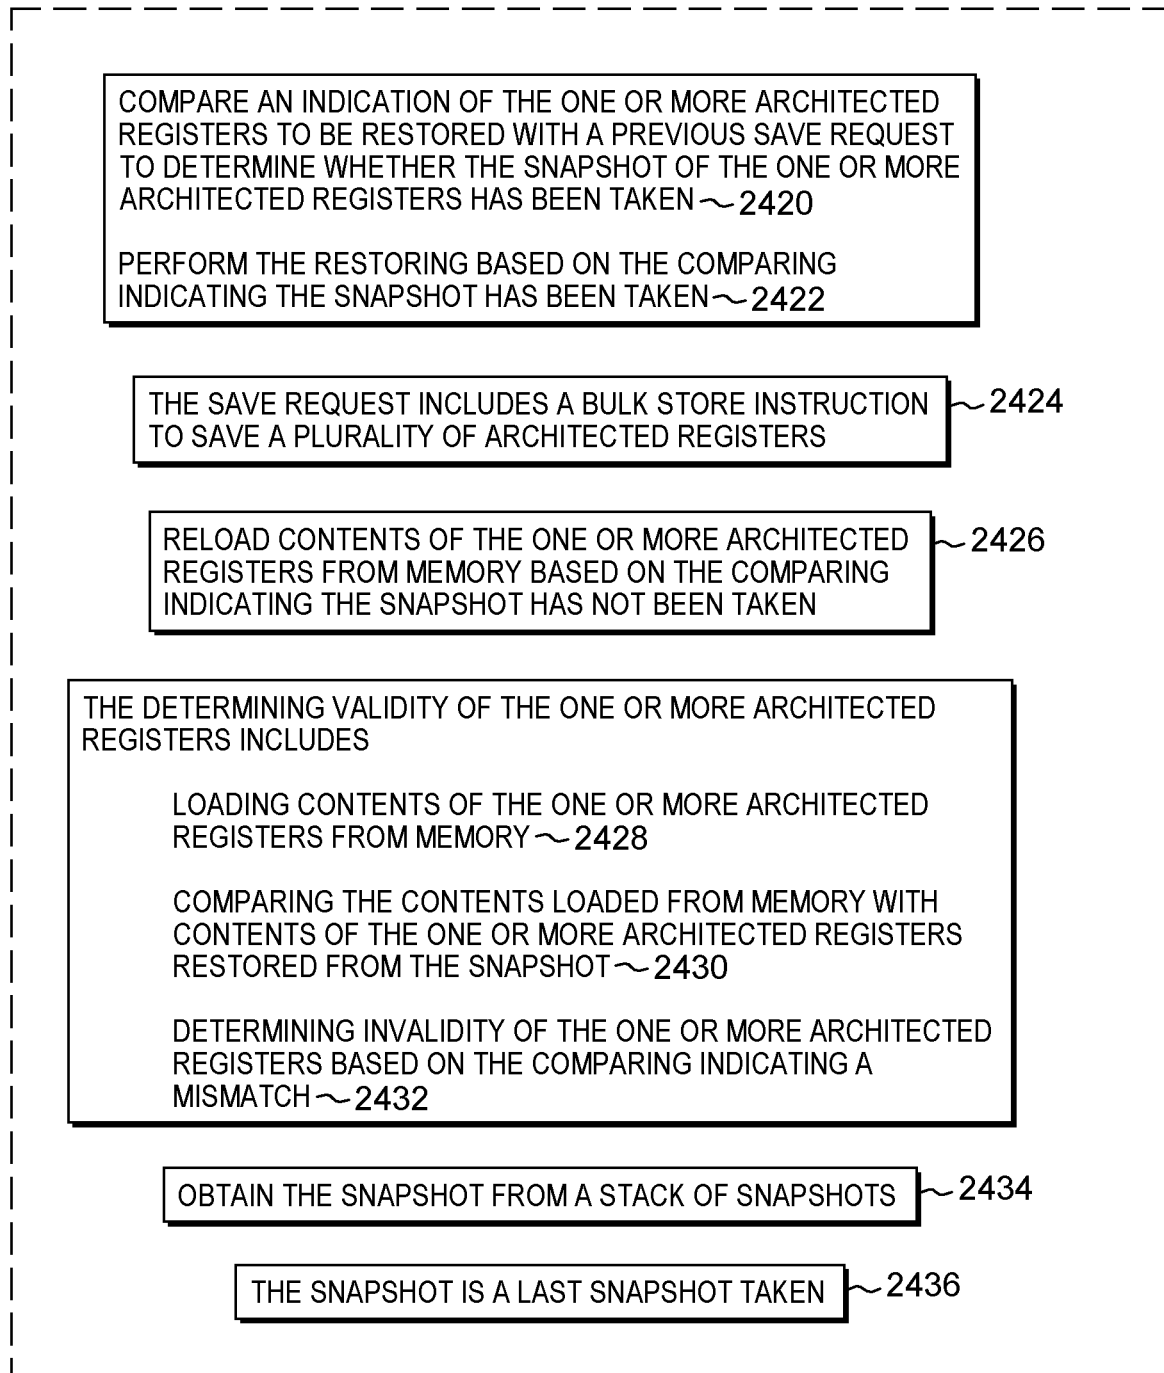 COMPARE AN INDICATION OF THE ONE OR MORE ARCHITECTED
REGISTERS TO BE RESTORED WITH A PREVIOUS SAVE REQUEST
TO DETERMINE WHETHER THE SNAPSHOT OF THE ONE OR MORE
ARCHITECTED REGISTERS HAS BEEN TAKEN 2420
PERFORM THE RESTORING BASED ON THE COMPARING
INDICATING THE SNAPSHOT HAS BEEN TAKEN 2422
THE SAVE REQUEST INCLUDES A BULK STORE INSTRUCTION 2424
TO SAVE A PLURALITY OF ARCHITECTED REGISTERS
RELOAD CONTENTS OF THE ONE OR MORE ARCHITECTED 2426
REGISTERS FROM MEMORY BASED ON THE COMPARING
INDICATING THE SNAPSHOT HAS NOT BEEN TAKEN
THE DETERMINING VALIDITY OF THE ONE OR MORE ARCHITECTED
REGISTERS INCLUDES
LOADING CONTENTS OF THE ONE OR MORE ARCHITECTED
REGISTERS FROM MEMORY 2428
COMPARING THE CONTENTS LOADED FROM MEMORY WITH
CONTENTS OF THE ONE OR MORE ARCHITECTED REGISTERS
RESTORED FROM THE SNAPSHOT 2430
DETERMINING INVALIDITY OF THE ONE OR MORE ARCHITECTED
REGISTERS BASED ON THE COMPARING INDICATING A
MISMATCH 2432
OBTAIN THE SNAPSHOT FROM A STACK OF SNAPSHOTS 2434
THE SNAPSHOT IS A LAST SNAPSHOT TAKEN 2436